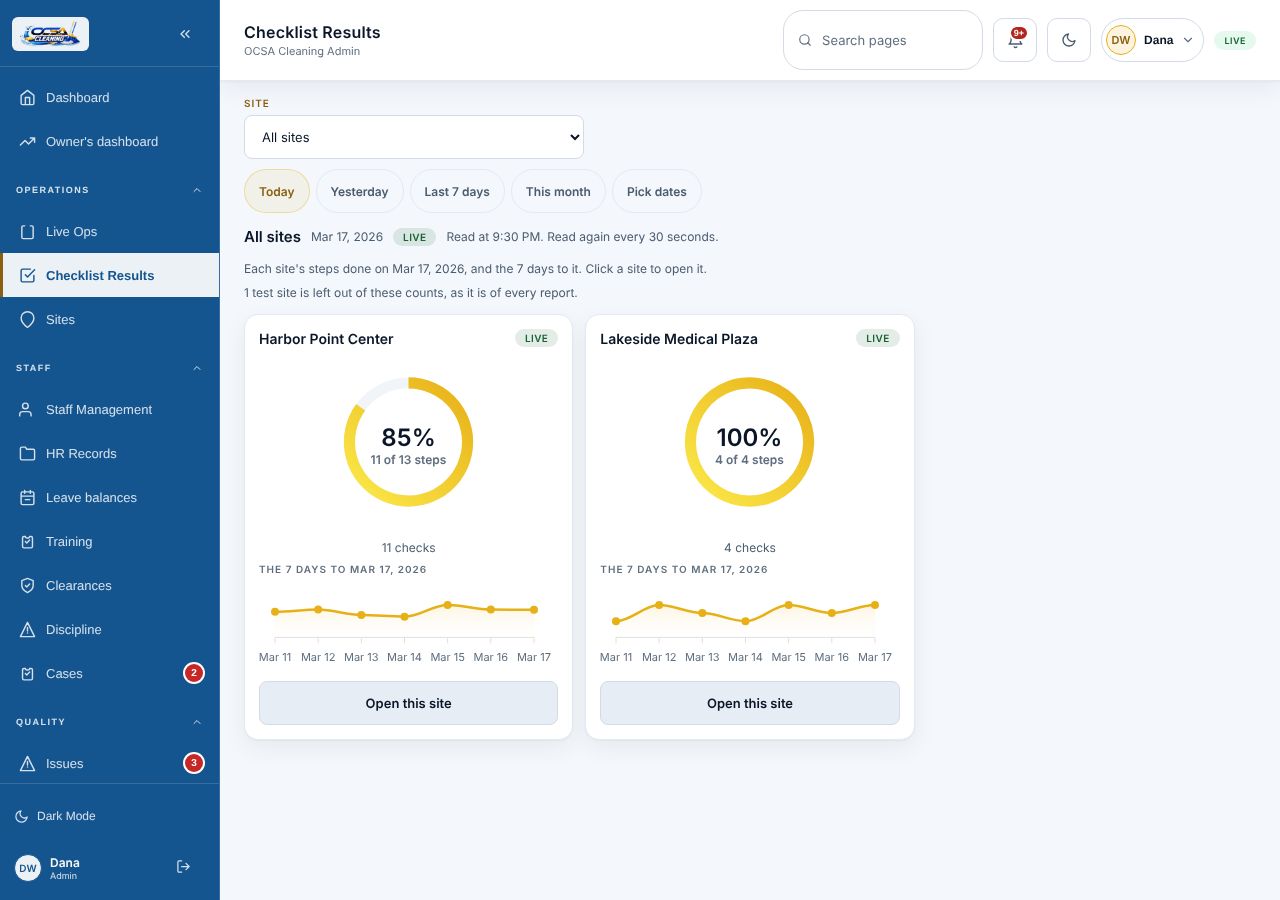 OCSA
CLEANING
Dashboard
Owner's dashboard
OPERATIONS
Live Ops
Checklist Results
Sites
STAFF
Staff Management
HR Records
Leave balances
Training
Clearances
Discipline
Cases
2
QUALITY
Issues
3
Dark Mode
DW
Dana
Admin
Checklist Results
OCSA Cleaning Admin
Search pages
9+
DW
Dana
LIVE
SITE
All sites
Today
Yesterday
Last 7 days
This month
Pick dates
All sites Mar 17, 2026 LIVE Read at 9:30 PM. Read again every 30 seconds.
Each site's steps done on Mar 17, 2026, and the 7 days to it. Click a site to open it.
1 test site is left out of these counts, as it is of every report.
Harbor Point Center
LIVE
85%
11 of 13 steps
11 checks
THE 7 DAYS TO MAR 17, 2026
Mar 11 Mar 12 Mar 13 Mar 14 Mar 15 Mar 16 Mar 17
Open this site
Lakeside Medical Plaza
LIVE
100%
4 of 4 steps
4 checks
THE 7 DAYS TO MAR 17, 2026
Mar 11 Mar 12 Mar 13 Mar 14 Mar 15 Mar 16 Mar 17
Open this site